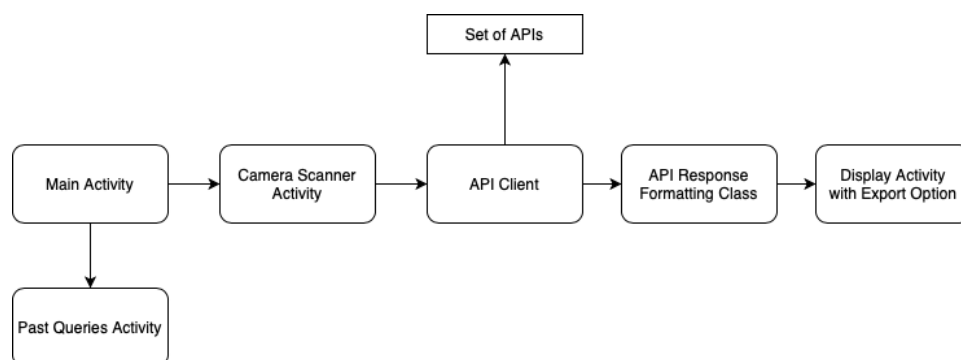 Set of APIs
Main Activity
Camera Scanner
Activity
API Client
API Response
Formatting Class
Display Activity
with Export Option
Past Queries Activity